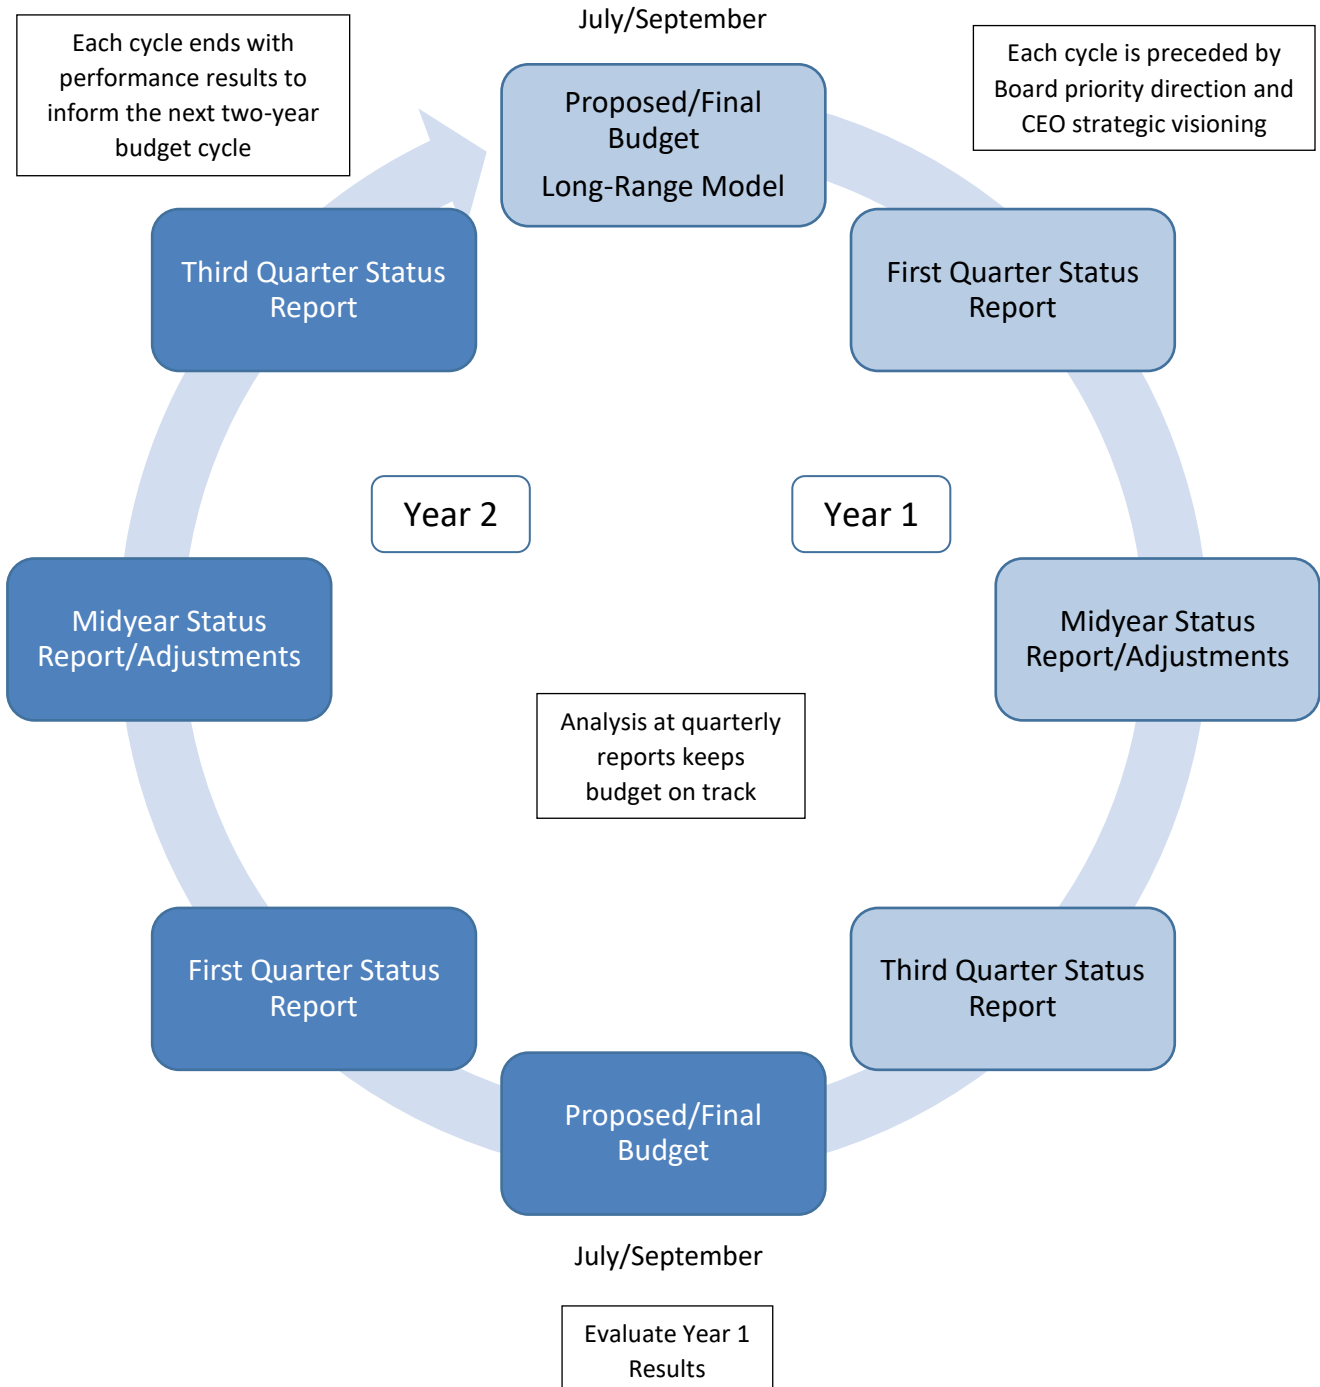 July/September
Each cycle ends with
performance results to
inform the next two-year
budget cycle
Each cycle is preceded by
Board priority direction and
CEO strategic visioning
Proposed/Final
Budget
Long-Range Model
First Quarter Status
Report
Midyear Status
Report/Adjustments
Third Quarter Status
Report
Proposed/Final
Budget
First Quarter Status
Report
Midyear Status
Report/Adjustments
Third Quarter Status
Report
Year 2
Year 1
Analysis at quarterly
reports keeps
budget on track
July/September
Evaluate Year 1
Results